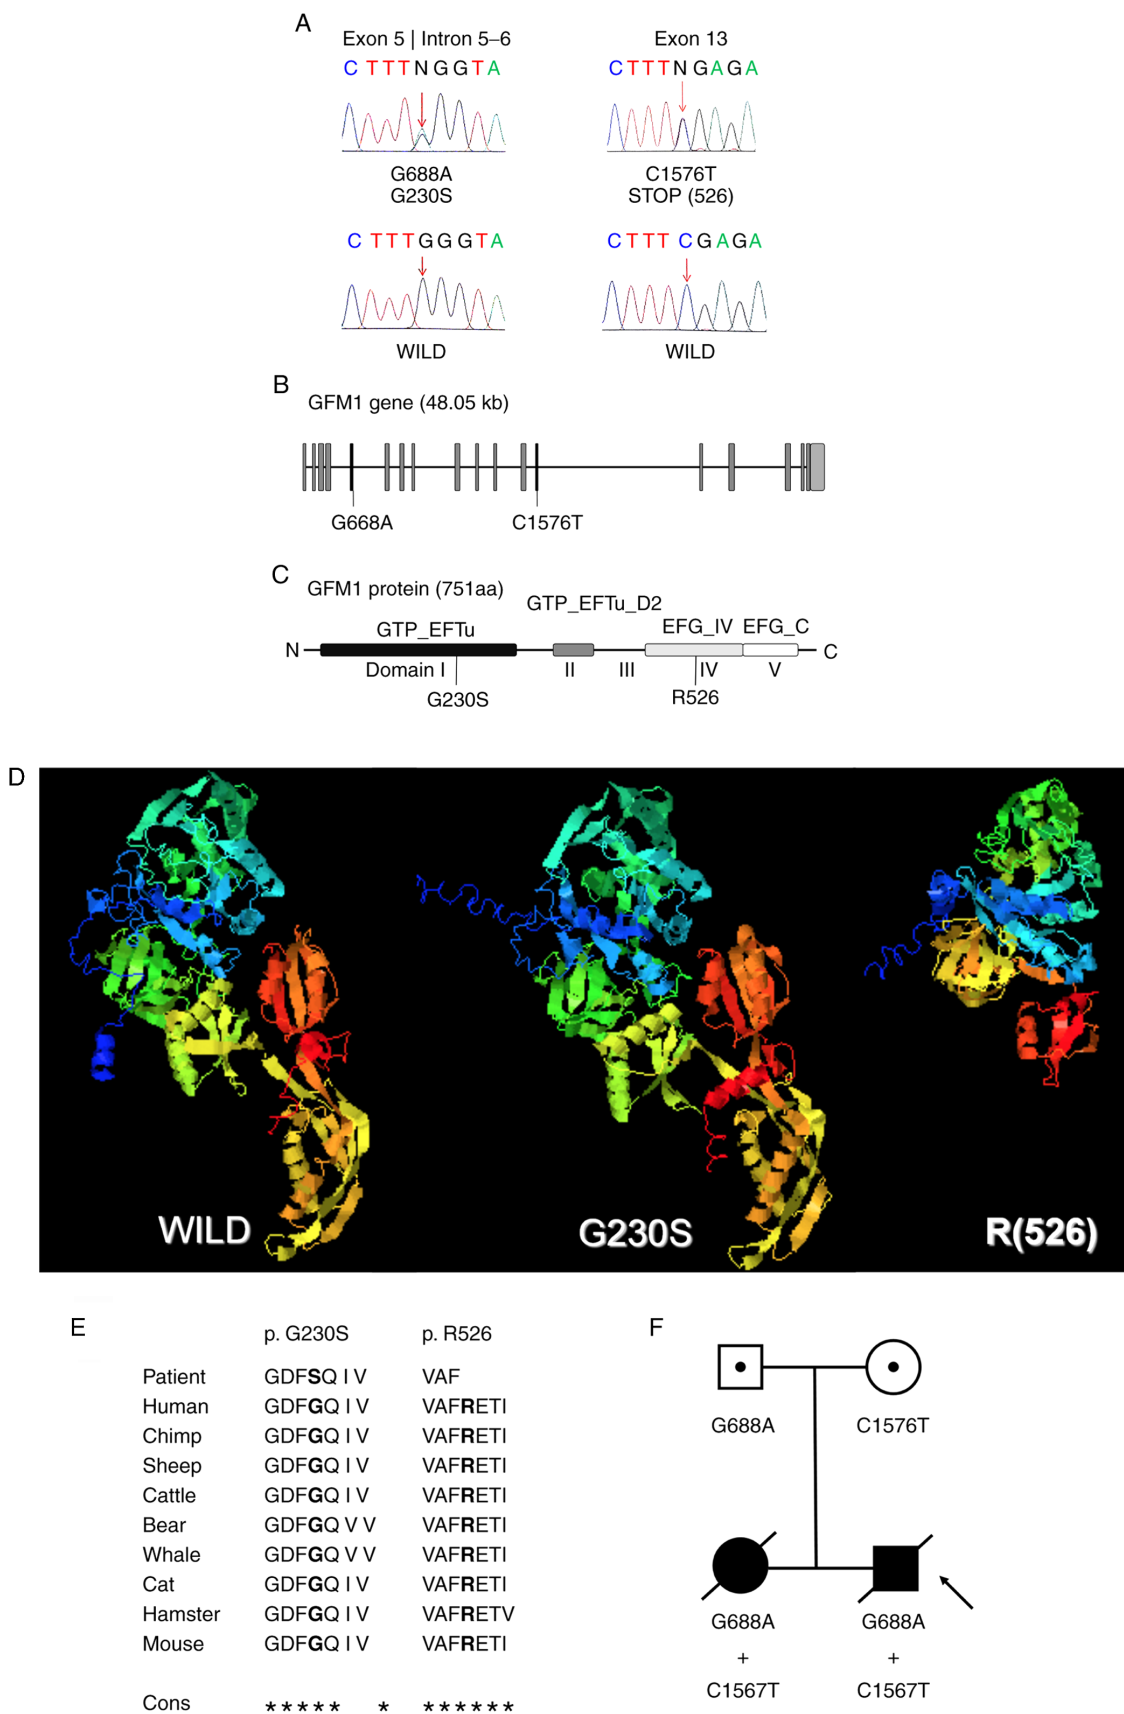 A
Exon 5 | Intron 5–6
Exon 13
C T T T N G G T A
C T T T N G A G A
G688A
G230S
C1576T
STOP (526)
C T T T G G G T A
C T T T C G A G A
WILD
WILD
B
GFM1 gene (48.05 kb)
G668A
C1576T
C
GFM1 protein (751aa)
GTP_EFTu_D2
GTP_EFTu
EFG_IV
EFG_C
N
C
Domain I
II
III
IV
V
G230S
R526
D
WILD
G230S
R(526)
E
p. G230S
p. R526
Patient GDFSQ I V VAF
Human GDFGQ I V VAFRETI
Chimp GDFGQ I V VAFRETI
Sheep GDFGQ I V VAFRETI
Cattle GDFGQ I V VAFRETI
Bear GDFGQ V V VAFRETI
Whale GDFGQ V V VAFRETI
Cat GDFGQ I V VAFRETI
Hamster GDFGQ I V VAFRETV
Mouse GDFGQ I V VAFRETI
Cons ***** * ******
F
G688A
C1576T
G688A
+
C1567T
G688A
+
C1567T